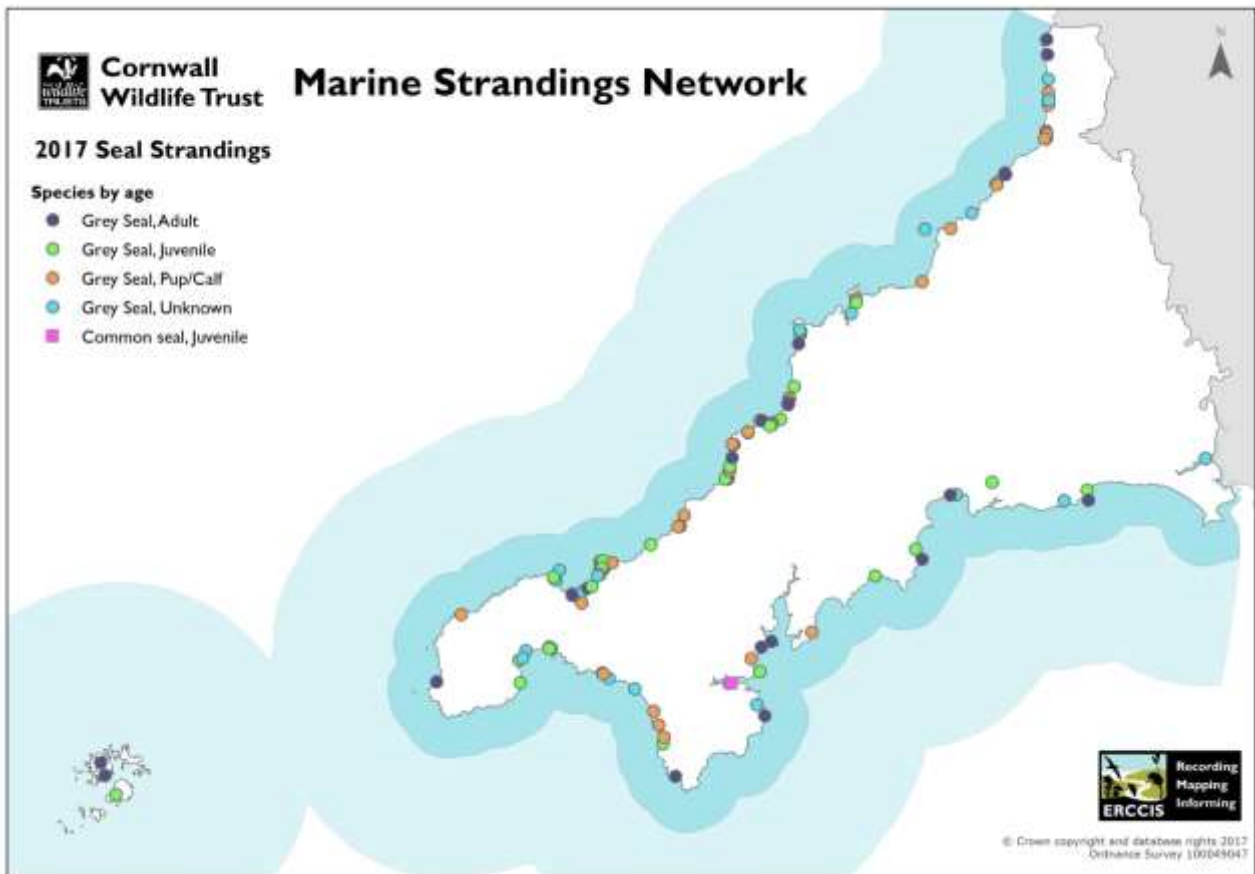 Cornwall
Wildlife Trust
Marine Strandings Network
2017 Seal Strandings
Species by age
Grey Seal, Adult
Grey Seal, Juvenile
Grey Seal, Pup/Calf
Grey Seal, Unknown
Common seal, Juvenile
N
ERCCIS
Recording
Mapping
Informing
© Crown copyright and database rights 2017
Ordnance Survey 100049047